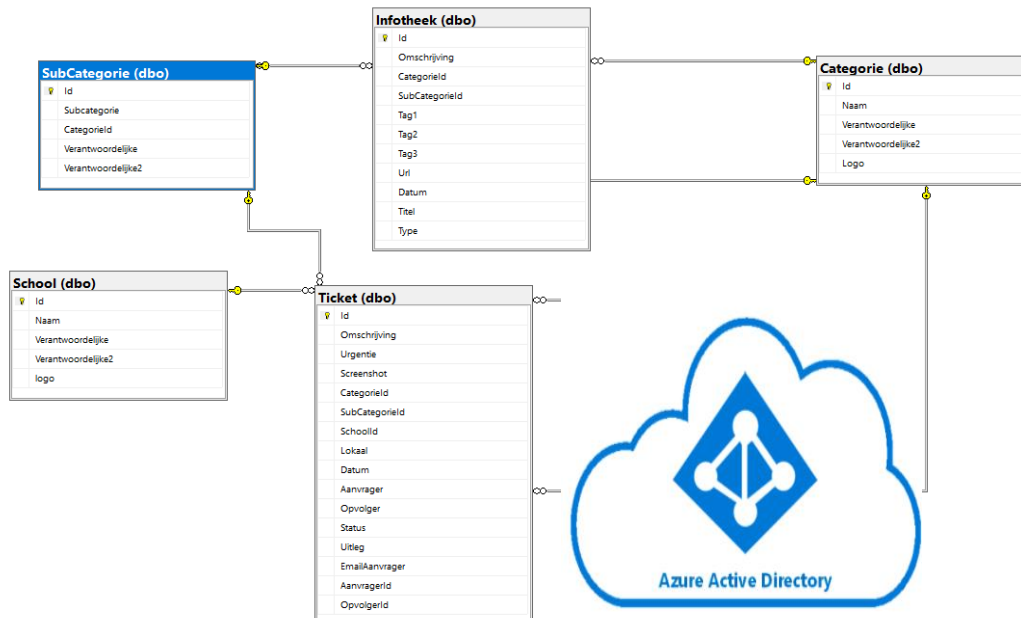 Infotheek (dbo)
Id
Omschrijving
CategorieId
SubCategorieId
Tag1
Tag2
Tag3
Url
Datum
Titel
Type
SubCategorie (dbo)
Id
Subcategorie
CategorieId
Verantwoordelijke
Verantwoordelijke2
Categorie (dbo)
Id
Naam
Verantwoordelijke
Verantwoordelijke2
Logo
School (dbo)
Id
Naam
Verantwoordelijke
Verantwoordelijke2
logo
Ticket (dbo)
Id
Omschrijving
Urgentie
Screenshot
CategorieId
SubCategorieId
SchoolId
Lokaal
Datum
Aanvrager
Opvolger
Status
Uitleg
EmailAanvrager
AanvragerId
OpvolgerId
Azure Active Directory